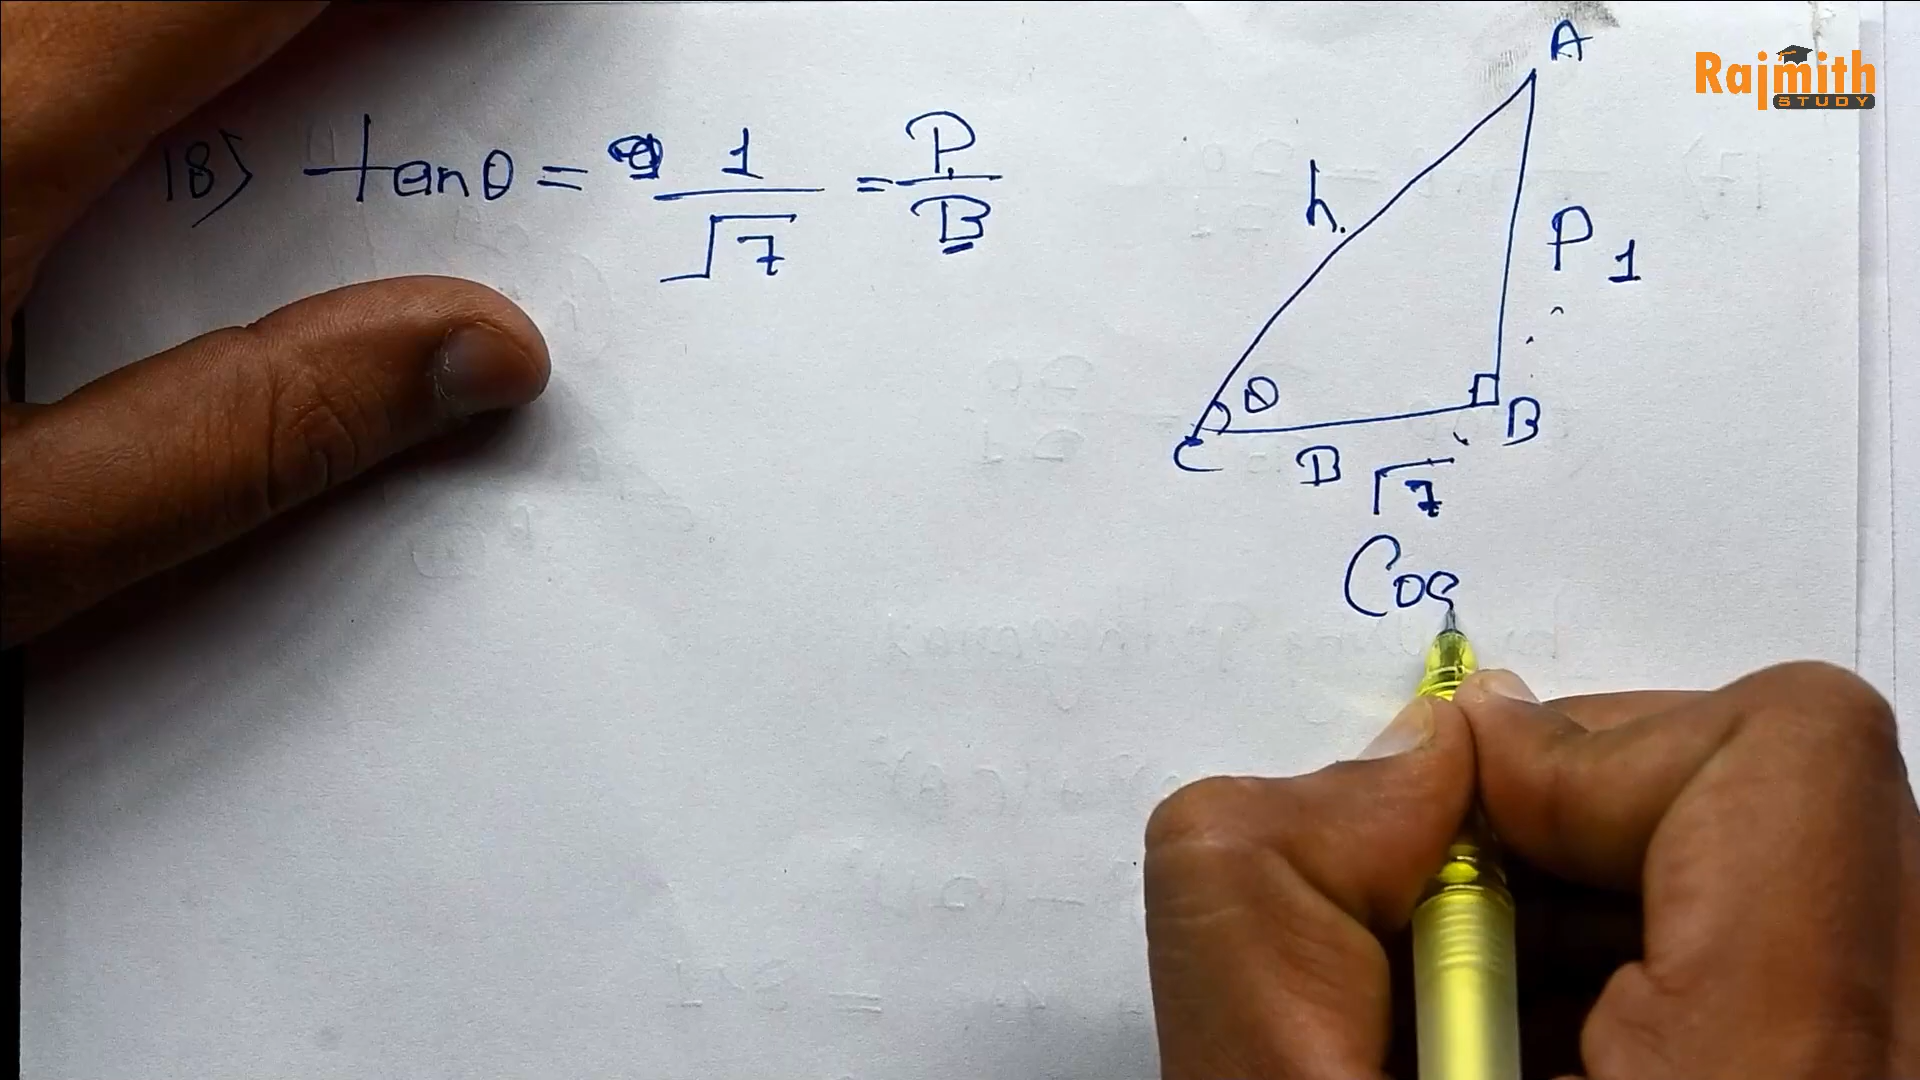 Rajmith
STUDY
18) tanθ = 1/√7 = P/B
A
h
P 1
θ
C
B
B
√7
Cos